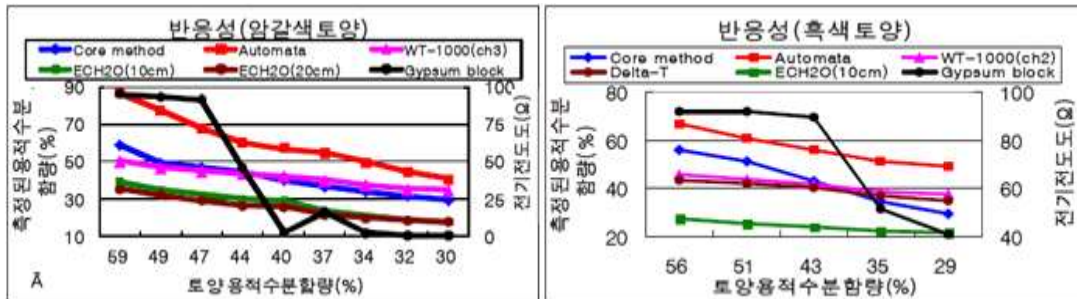 반응성(암갈색토양)
Core method Automata WT-1000(ch3)
ECH2O(10cm) ECH2O(20cm) Gypsum block
측정된용적수분
함량(%)
90
70
50
30
10
100
75
50
25
0
전기전도도(Ω)
59 49 47 44 40 37 34 32 30
토양용적수분함량(%)
Å
반응성(흑색토양)
Core method Automata WT-1000(ch2)
Delta-T ECH2O(10cm) Gypsum block
측정된용적수분
함량(%)
80
60
40
20
100
80
60
40
전기전도도(Ω)
56 51 43 35 29
토양용적수분함량(%)